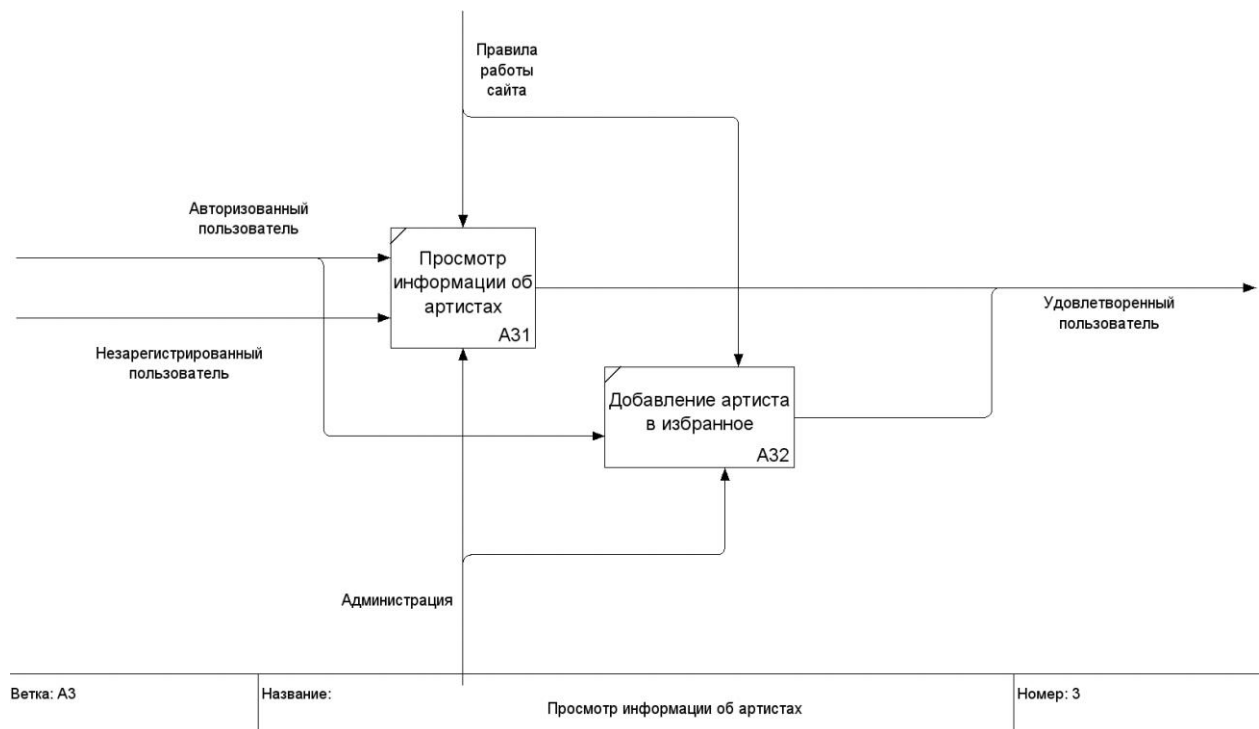 Правила
работы
сайта
Авторизованный
пользователь
Просмотр
информации об
артистах
A31
Незарегистрированный
пользователь
Удовлетворенный
пользователь
Добавление артиста
в избранное
A32
Администрация
Ветка: A3
Название:
Просмотр информации об артистах
Номер: 3